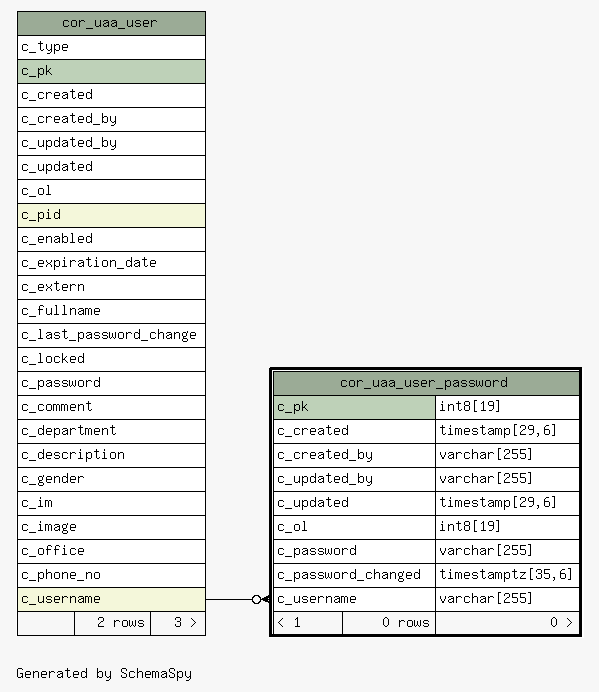 cor_uaa_user
c_type
c_pk
c_created
c_created_by
c_updated_by
c_updated
c_ol
c_pid
c_enabled
c_expiration_date
c_extern
c_fullname
c_last_password_change
c_locked
c_password
c_comment
c_department
c_description
c_gender
c_im
c_image
c_office
c_phone_no
c_username
2 rows 3 >
cor_uaa_user_password
c_pk int8[19]
c_created timestamp[29,6]
c_created_by varchar[255]
c_updated_by varchar[255]
c_updated timestamp[29,6]
c_ol int8[19]
c_password varchar[255]
c_password_changed timestamptz[35,6]
c_username varchar[255]
< 1 0 rows 0 >
Generated by SchemaSpy